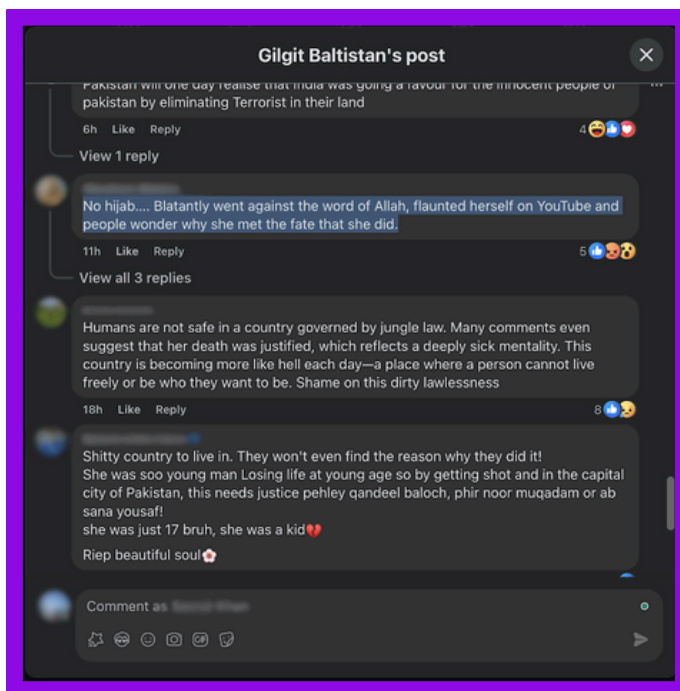 Gilgit Baltistan's post
Pakistan will one day realise that India was going a favour for the innocent people of
pakistan by eliminating Terrorist in their land
6h Like Reply
4
View 1 reply
No hijab.... Blatantly went against the word of Allah, flaunted herself on YouTube and
people wonder why she met the fate that she did.
11h Like Reply
5
View all 3 replies
Humans are not safe in a country governed by jungle law. Many comments even
suggest that her death was justified, which reflects a deeply sick mentality. This
country is becoming more like hell each day—a place where a person cannot live
freely or be who they want to be. Shame on this dirty lawlessness
18h Like Reply
8
Shitty country to live in. They won't even find the reason why they did it!
She was soo young man Losing life at young age so by getting shot and in the capital
city of Pakistan, this needs justice pehley qandeel baloch, phir noor muqadam or ab
sana yousaf!
she was just 17 bruh, she was a kid💔
Riep beautiful soul🌸
Comment as
GIF